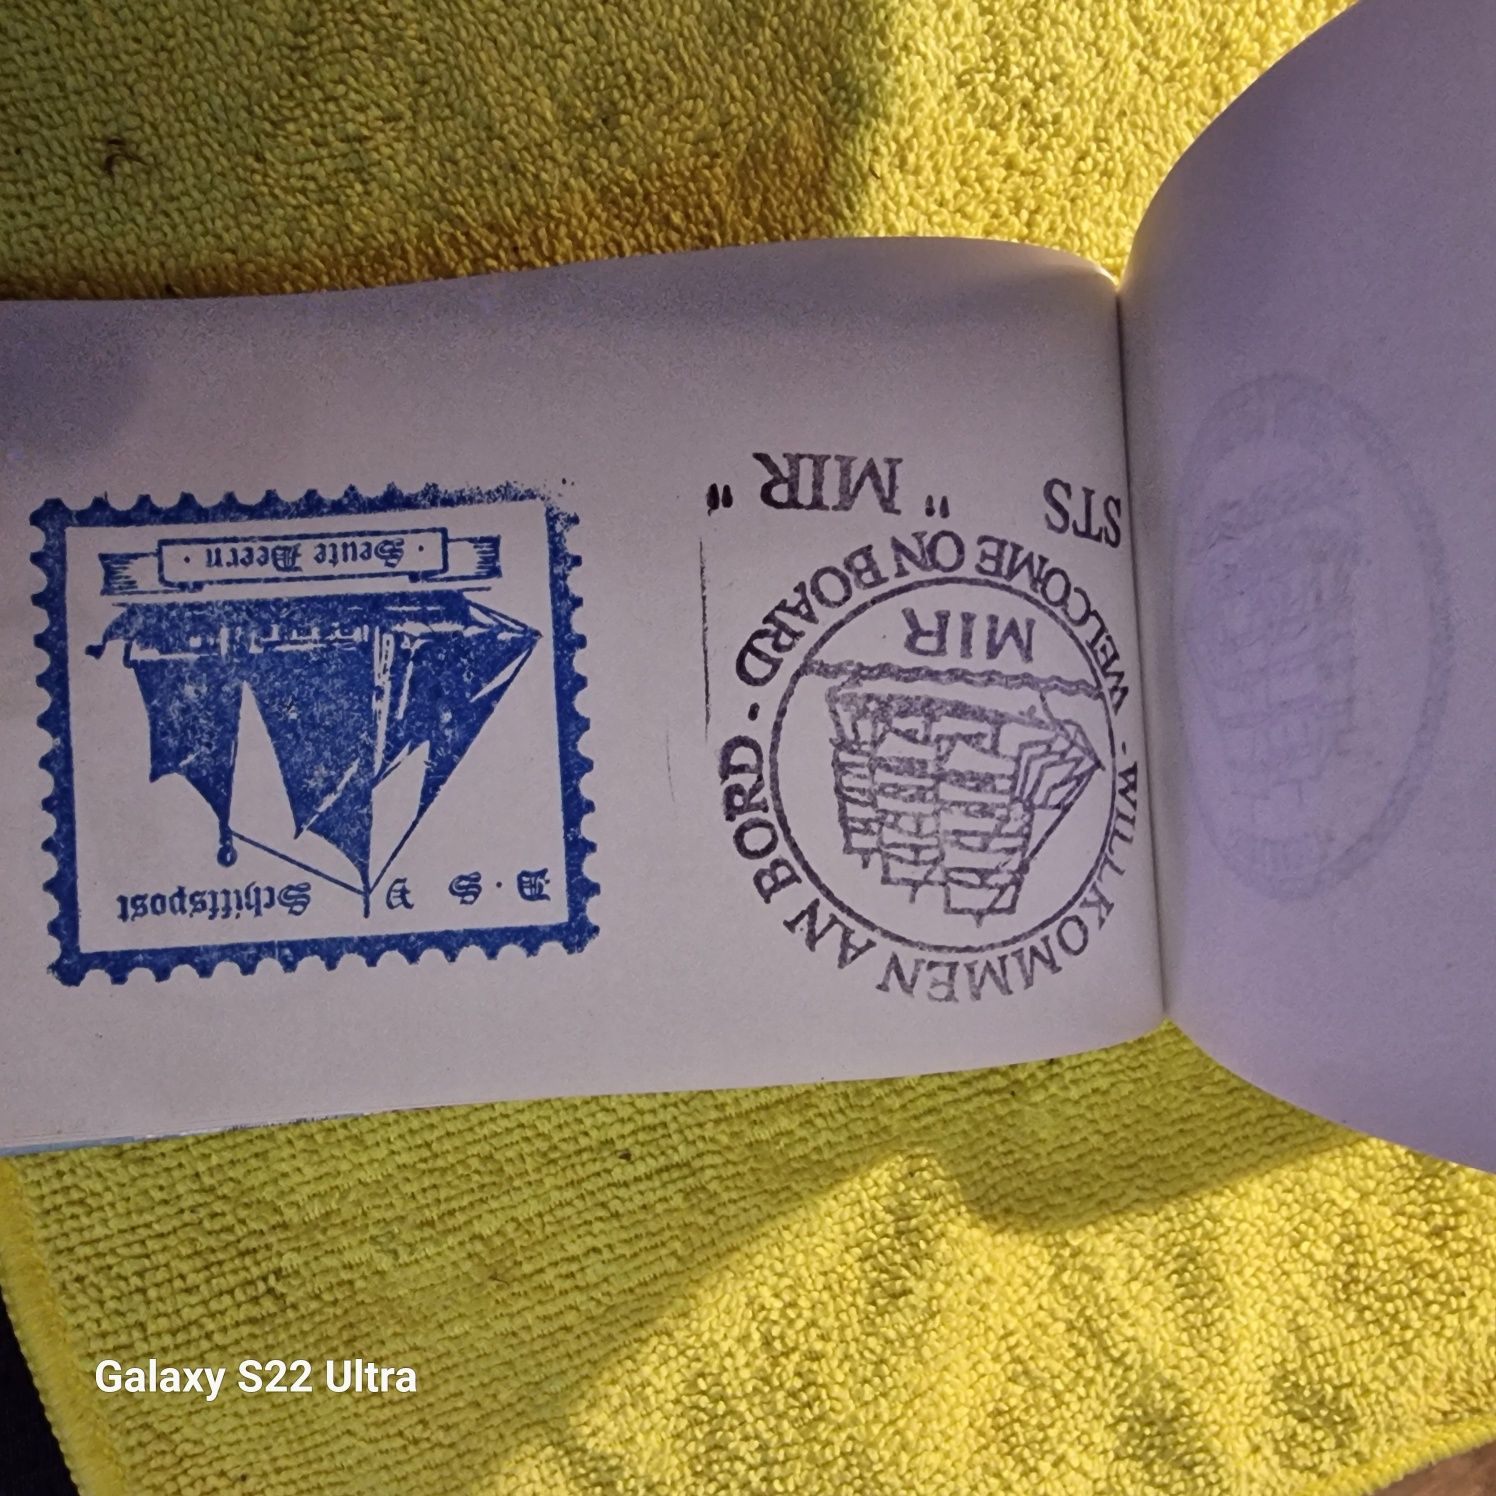 STS "MIR"
WELCOME ON BOARD · WILLKOMMEN AN BORD ·
MIR
D·S
Schiffspost
· Seute Deern ·
Galaxy S22 Ultra